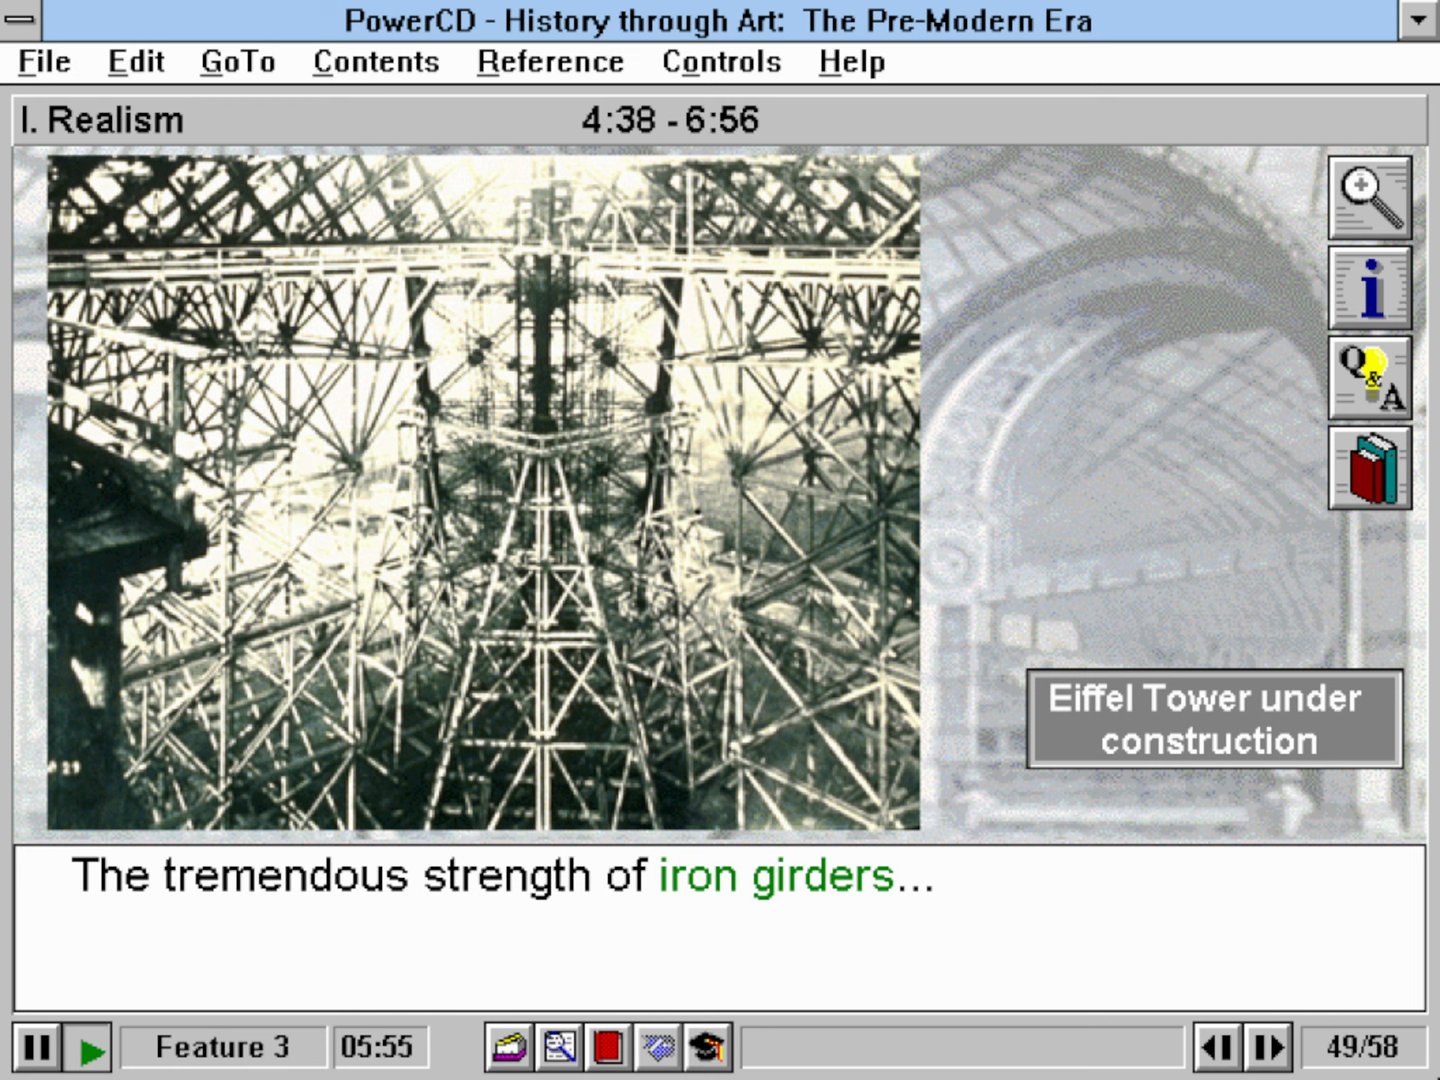 PowerCD - History through Art:  The Pre-Modern Era
File Edit GoTo Contents Reference Controls Help
I. Realism 4:38 - 6:56
i
Q & A
Eiffel Tower under
construction
The tremendous strength of iron girders...
Feature 3 05:55 49/58